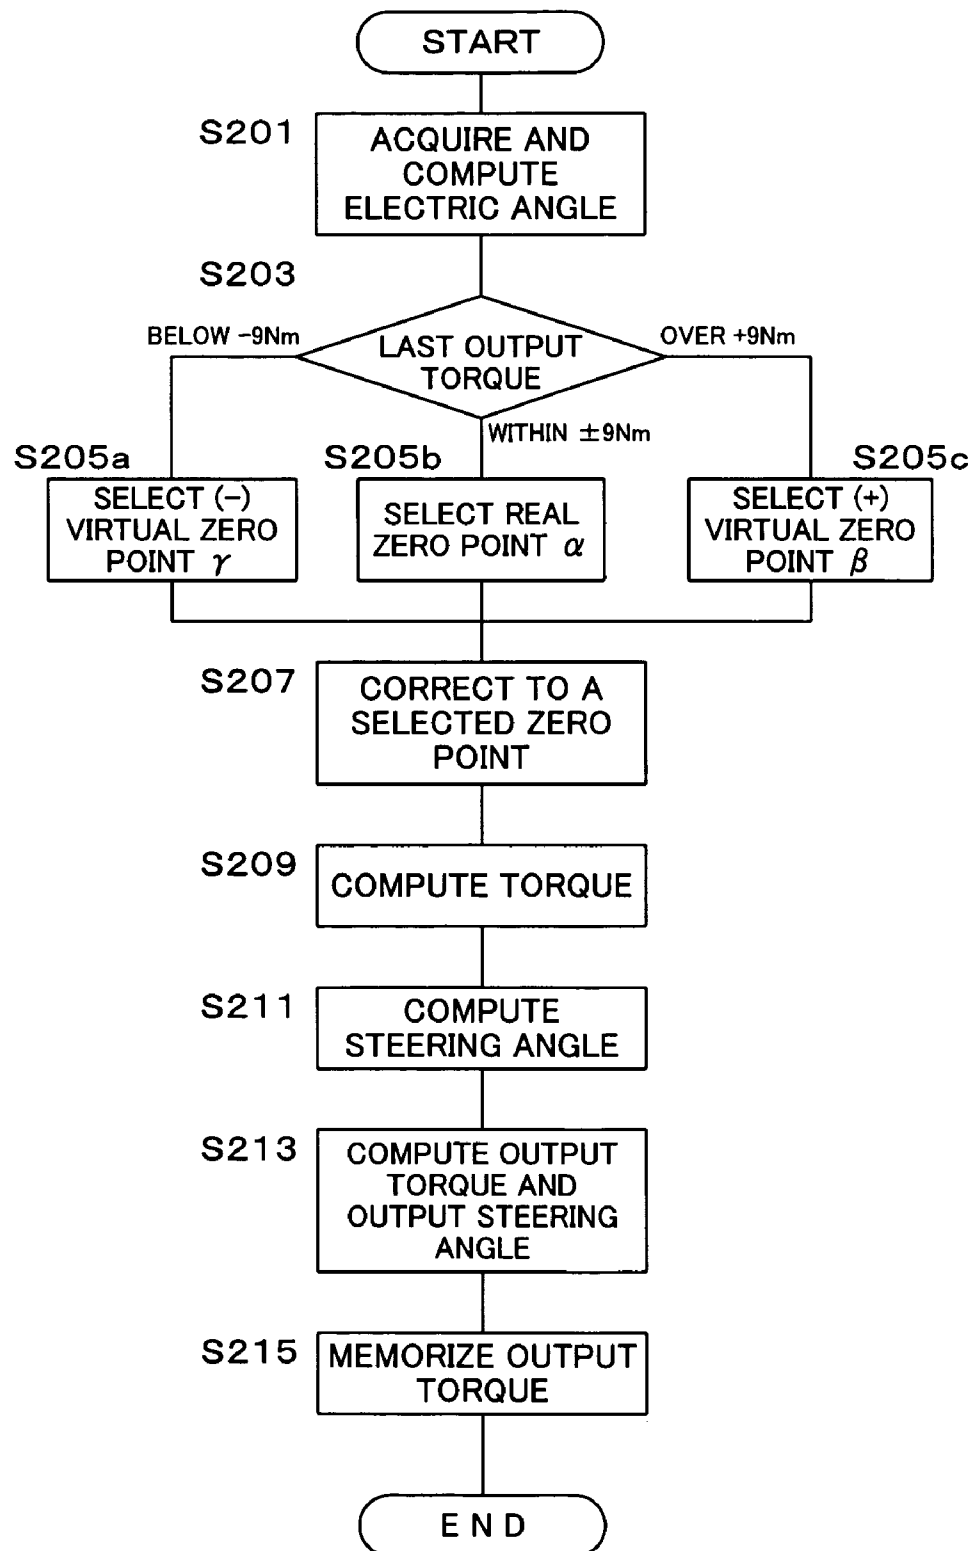 START
S201
ACQUIRE AND
COMPUTE
ELECTRIC ANGLE
S203
BELOW -9Nm
LAST OUTPUT
TORQUE
OVER +9Nm
WITHIN ±9Nm
S205a
SELECT (-)
VIRTUAL ZERO
POINT γ
S205b
SELECT REAL
ZERO POINT α
S205c
SELECT (+)
VIRTUAL ZERO
POINT β
S207
CORRECT TO A
SELECTED ZERO
POINT
S209
COMPUTE TORQUE
S211
COMPUTE
STEERING ANGLE
S213
COMPUTE OUTPUT
TORQUE AND
OUTPUT STEERING
ANGLE
S215
MEMORIZE OUTPUT
TORQUE
END